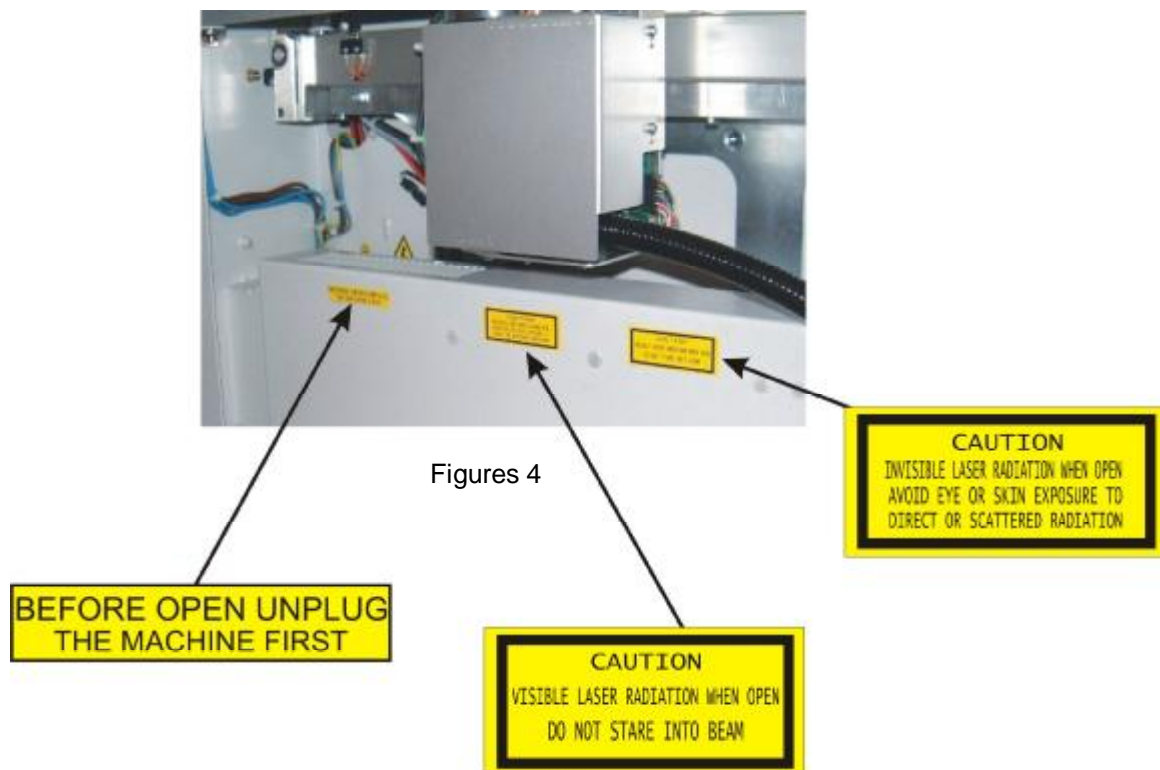 Figures 4
CAUTION
INVISIBLE LASER RADIATION WHEN OPEN
AVOID EYE OR SKIN EXPOSURE TO
DIRECT OR SCATTERED RADIATION
BEFORE OPEN UNPLUG
THE MACHINE FIRST
CAUTION
VISIBLE LASER RADIATION WHEN OPEN
DO NOT STARE INTO BEAM